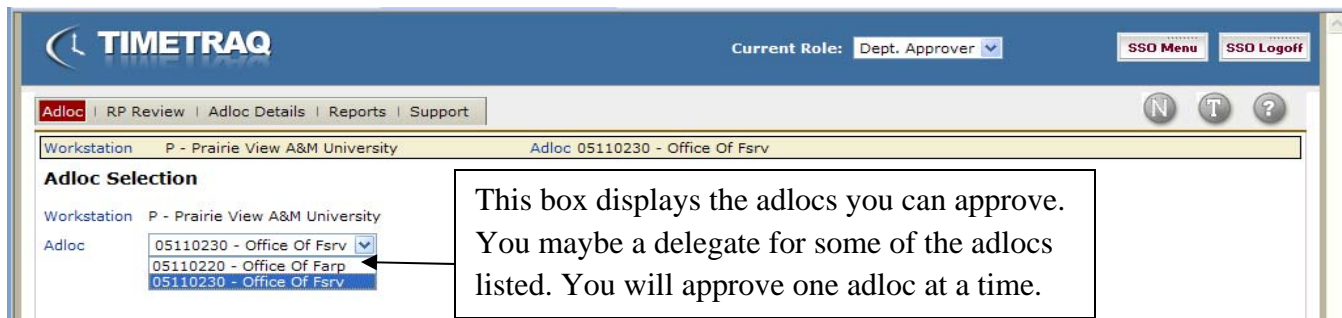 TIMETRAQ Current Role: Dept. Approver SSO Menu SSO Logoff
Adloc | RP Review | Adloc Details | Reports | Support N T ?
Workstation P - Prairie View A&M University Adloc 05110230 - Office Of Fsrv
Adloc Selection
Workstation P - Prairie View A&M University
Adloc 05110230 - Office Of Fsrv
05110220 - Office Of Farp
05110230 - Office Of Fsrv
This box displays the adlocs you can approve.
You maybe a delegate for some of the adlocs
listed. You will approve one adloc at a time.